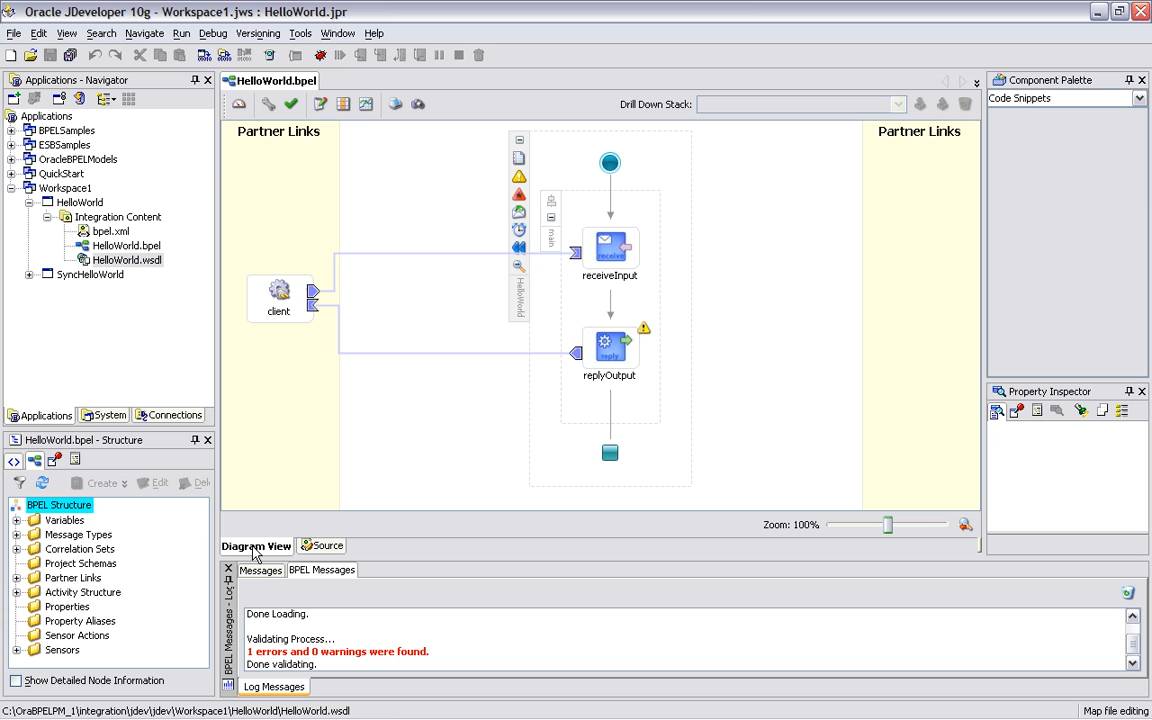 Oracle JDeveloper 10g - Workspace1.jws : HelloWorld.jpr
File Edit View Search Navigate Run Debug Versioning Tools Window Help
Applications - Navigator
Applications
BPELSamples
ESBSamples
OracleBPELModels
QuickStart
Workspace1
HelloWorld
Integration Content
bpel.xml
HelloWorld.bpel
HelloWorld.wsdl
SyncHelloWorld
Applications System Connections
HelloWorld.bpel - Structure
Create Edit Del
BPEL Structure
Variables
Message Types
Correlation Sets
Project Schemas
Partner Links
Activity Structure
Properties
Property Aliases
Sensor Actions
Sensors
Show Detailed Node Information
HelloWorld.bpel
Drill Down Stack:
Partner Links
Partner Links
HelloWorld
main
receive
receiveInput
client
reply
replyOutput
Zoom: 100%
Diagram View Source
Messages BPEL Messages
BPEL Messages - Log
Done Loading.
Validating Process...
1 errors and 0 warnings were found.
Done validating.
Log Messages
Component Palette
Code Snippets
Property Inspector
C:\OraBPELPM_1\integration\jdev\jdev\Workspace1\HelloWorld\HelloWorld.wsdl
Map file editing